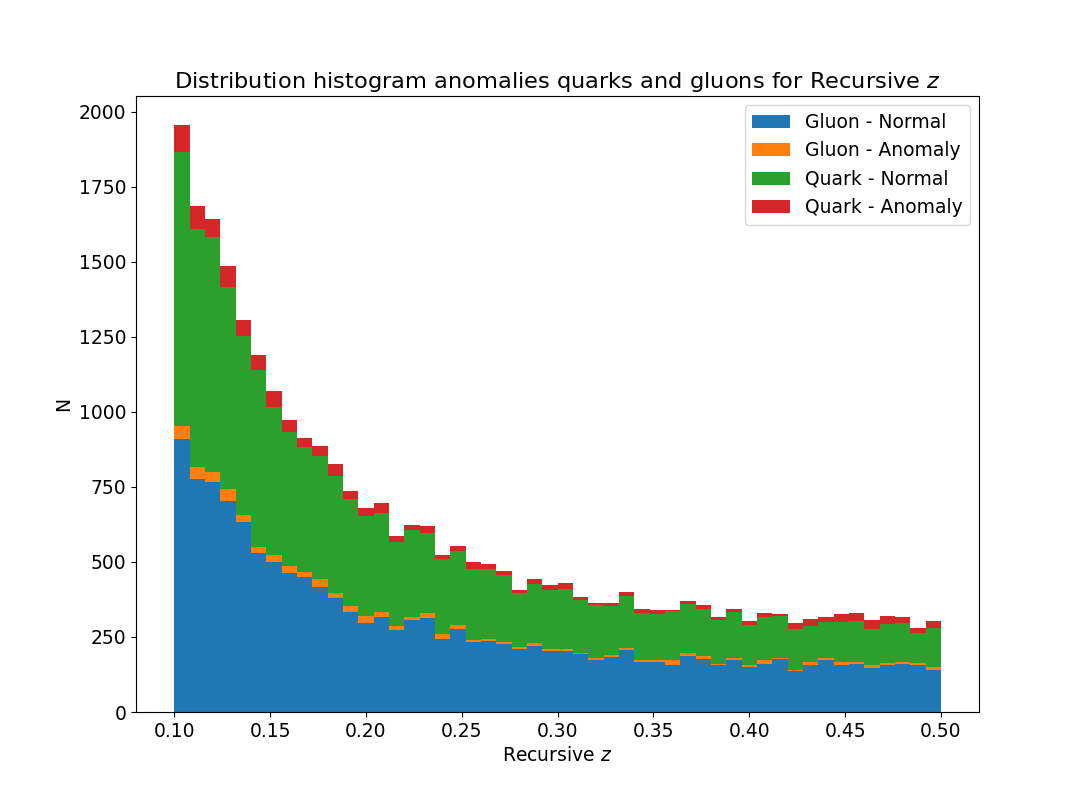 Distribution histogram anomalies quarks and gluons for Recursive z
Gluon - Normal
Gluon - Anomaly
Quark - Normal
Quark - Anomaly
N
2000
1750
1500
1250
1000
750
500
250
0
0.10 0.15 0.20 0.25 0.30 0.35 0.40 0.45 0.50
Recursive z